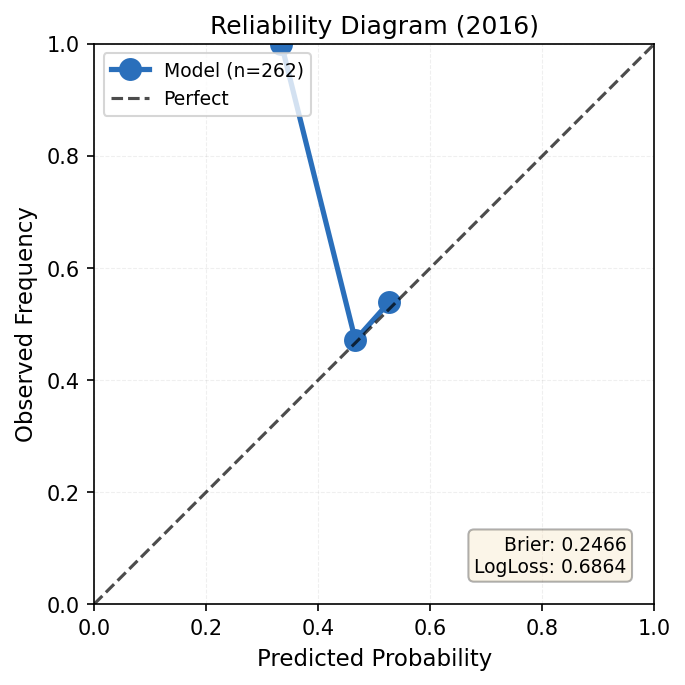 Reliability Diagram (2016)
1.0
0.8
0.6
0.4
0.2
0.0
Observed Frequency
Model (n=262)
Perfect
Brier: 0.2466
LogLoss: 0.6864
0.0 0.2 0.4 0.6 0.8 1.0
Predicted Probability